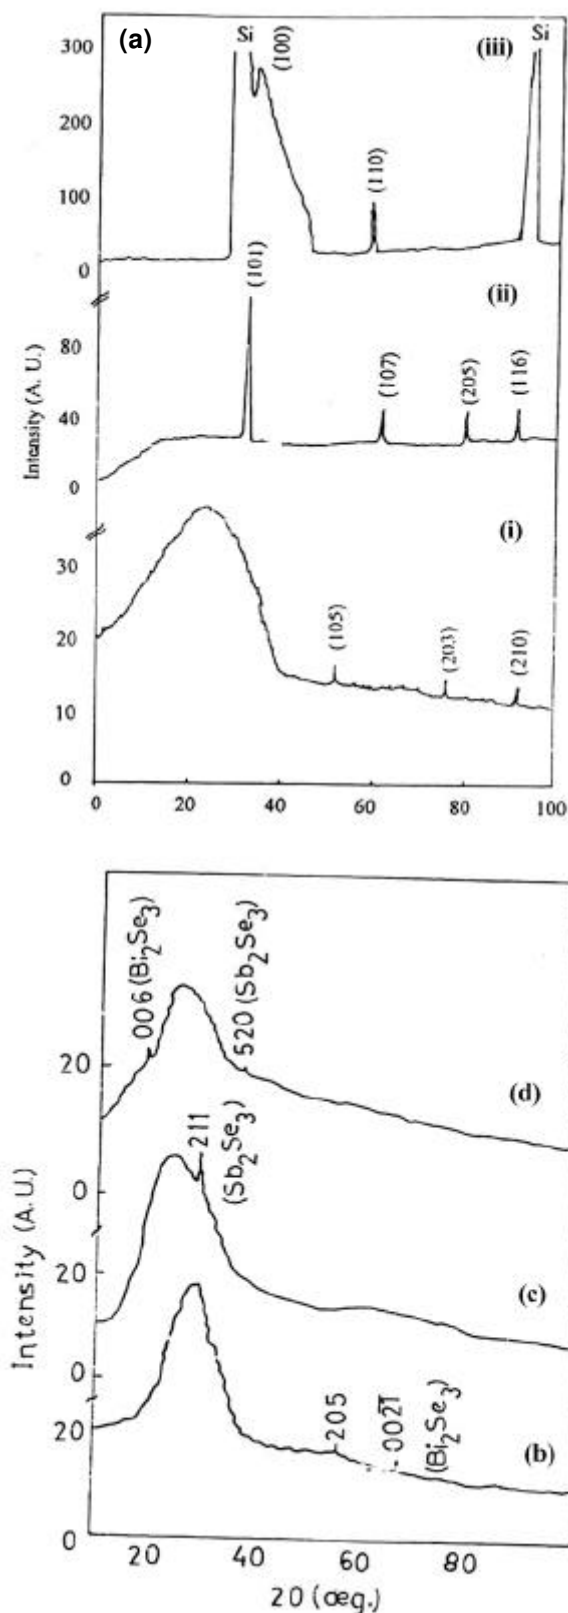 (a)
Si
(100)
(iii)
Si
300
200
(110)
100
0
(101)
(ii)
80
(107)
(205)
(116)
40
0
Intensity (A. U.)
(i)
30
20
(105)
(203)
(210)
10
0
0 20 40 60 80 100
006 (Bi2Se3)
520 (Sb2Se3)
20
(d)
211
(Sb2Se3)
0
Intensity (A.U.)
20
(c)
0
205
0021
(Bi2Se3)
20
(b)
0
20 40 60 80
2θ (œg.)